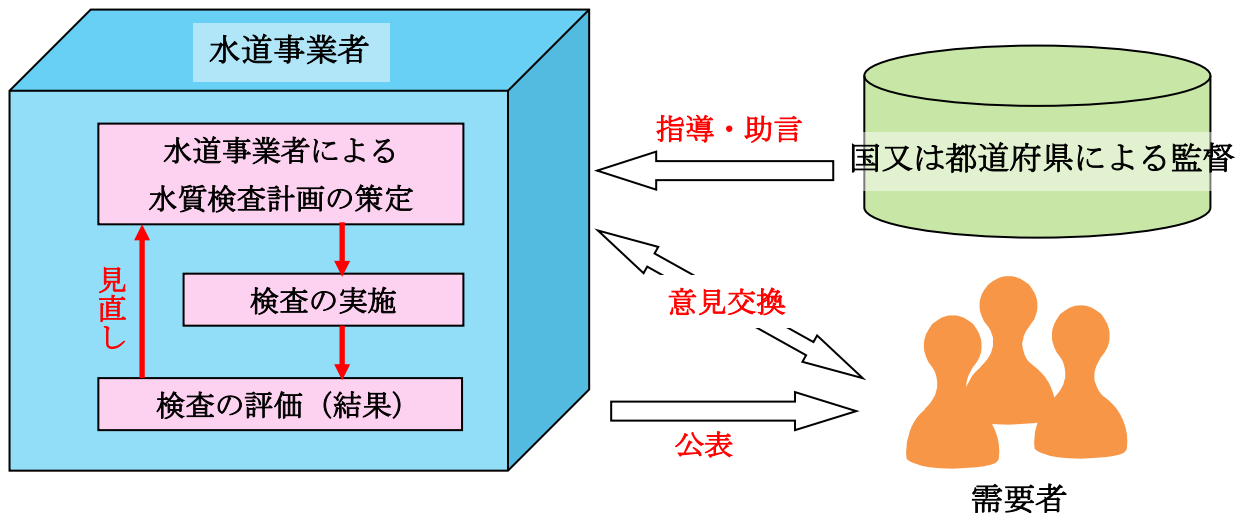 水道事業者
水道事業者による
水質検査計画の策定
検査の実施
検査の評価（結果）
見直し
指導・助言
国又は都道府県による監督
意見交換
公表
需要者